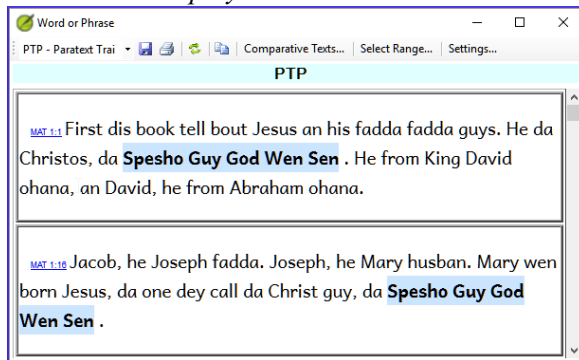 Word or Phrase
PTP - Paratext Trai Comparative Texts... Select Range... Settings...
PTP
MAT 1:1 First dis book tell bout Jesus an his fadda fadda guys. He da
Christos, da Spesho Guy God Wen Sen . He from King David
ohana, an David, he from Abraham ohana.
MAT 1:16 Jacob, he Joseph fadda. Joseph, he Mary husban. Mary wen
born Jesus, da one dey call da Christ guy, da Spesho Guy God
Wen Sen .